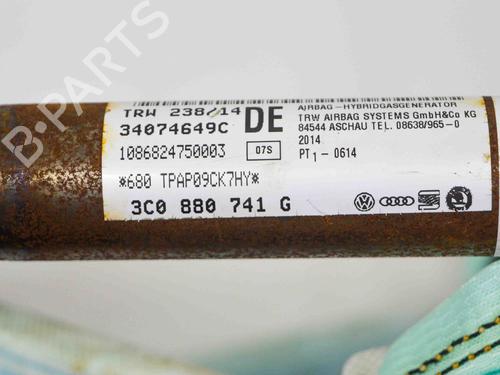 B-PARTS
TRW 238/14
34074649C
DE
1086824750003
07S
*680 TPAP09CK7HY*
3C0 880 741 G
AIRBAG-HYBRIDGASGENERATOR
TRW AIRBAG SYSTEMS GmbH&Co KG
84544 ASCHAU TEL. 08638/965-0
2014
PT1- 0614